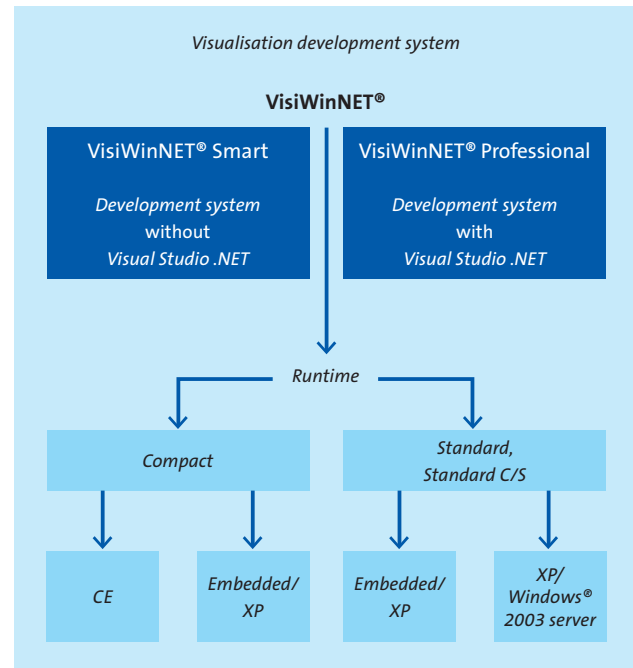 Visualisation development system
VisiWinNET®
VisiWinNET® Smart
Development system
without
Visual Studio .NET
VisiWinNET® Professional
Development system
with
Visual Studio .NET
Runtime
Compact
Standard,
Standard C/S
CE
Embedded/
XP
Embedded/
XP
XP/
Windows®
2003 server